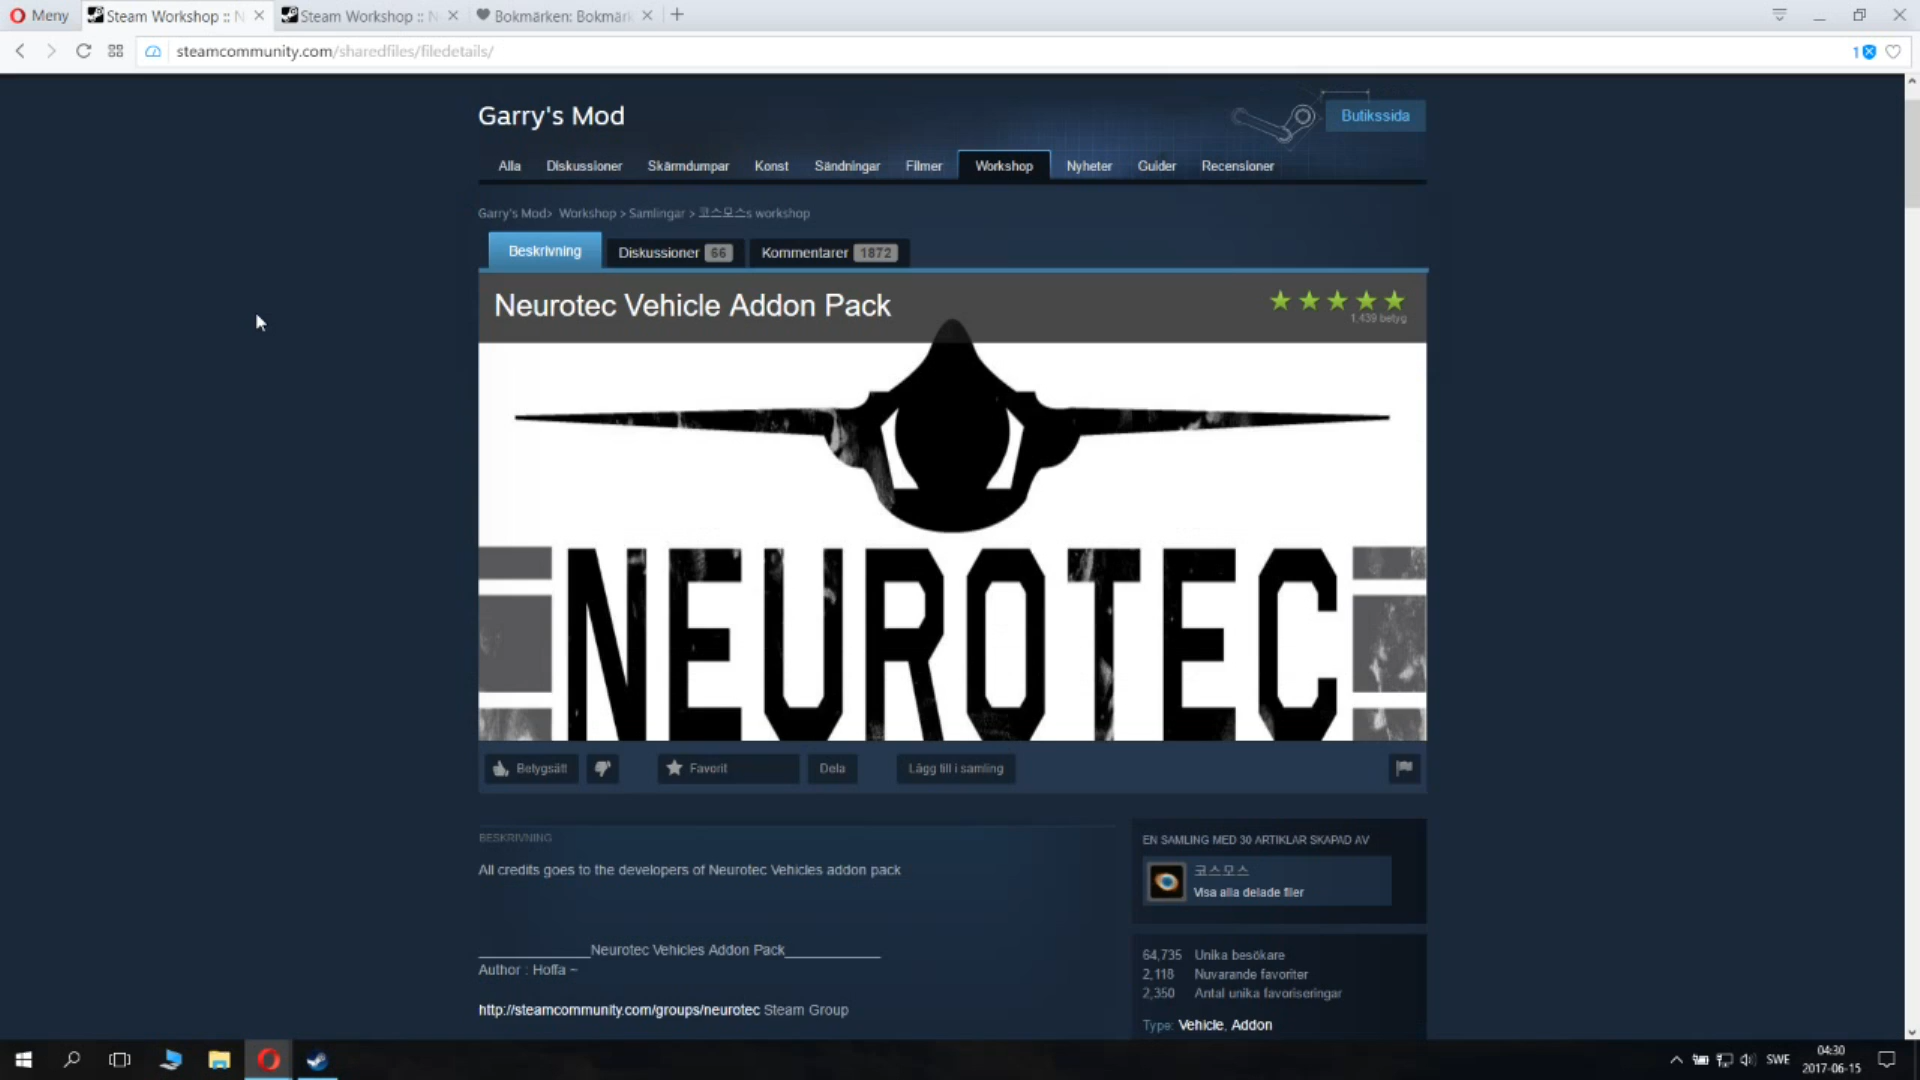 Meny
Steam Workshop :: N
Steam Workshop :: N
Bokmärken: Bokmärk
steamcommunity.com/sharedfiles/filedetails/
1
Garry's Mod
Butikssida
Alla Diskussioner Skärmdumpar Konst Sändningar Filmer Workshop Nyheter Guider Recensioner
Garry's Mod> Workshop > Samlingar > 코스모스s workshop
Beskrivning Diskussioner 66 Kommentarer 1872
Neurotec Vehicle Addon Pack
1,439 betyg
NEUROTEC
Betygsätt Favorit Dela Lägg till i samling
BESKRIVNING
All credits goes to the developers of Neurotec Vehicles addon pack
______________Neurotec Vehicles Addon Pack____________
Author : Hoffa ~
http://steamcommunity.com/groups/neurotec Steam Group
EN SAMLING MED 30 ARTIKLAR SKAPAD AV
코스모스
Visa alla delade filer
64,735 Unika besökare
2,118 Nuvarande favoriter
2,350 Antal unika favoriseringar
Type: Vehicle, Addon
SWE
04:30
2017-06-15